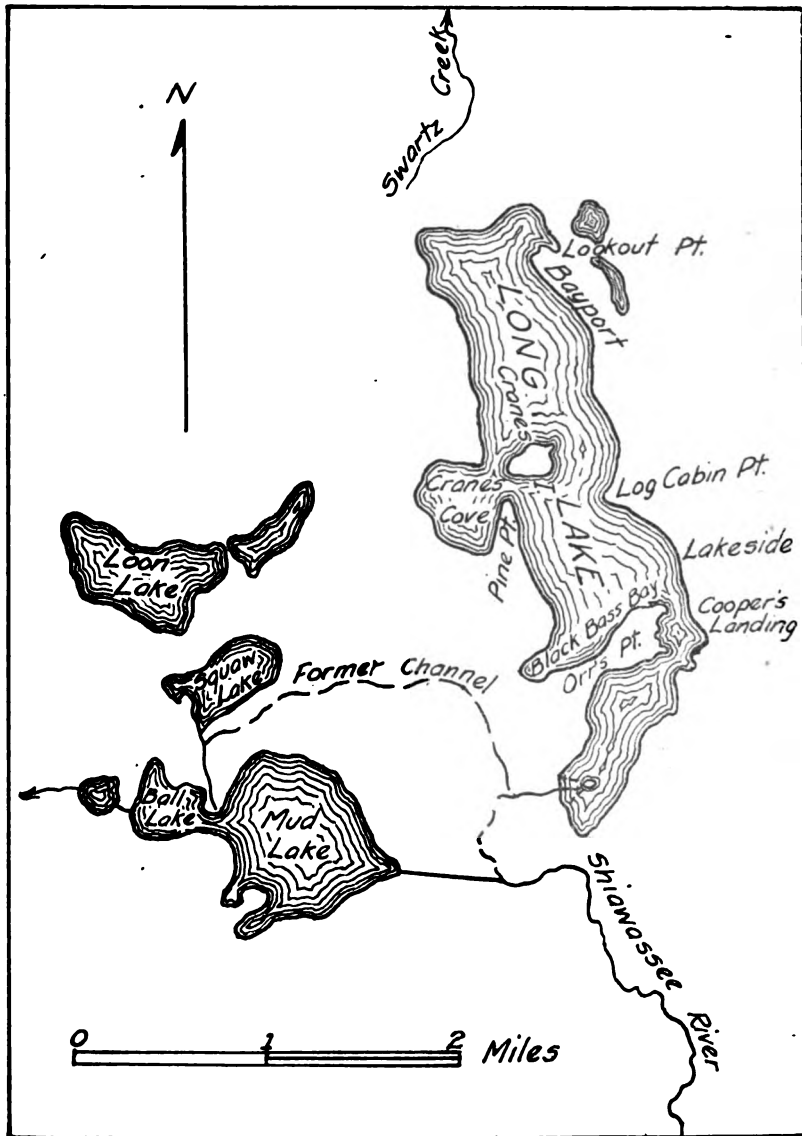 N
Swartz Creek
Lookout Pt.
Bayport
LONG LAKE
Cranes I.
Cranes
Cove
Log Cabin Pt.
Pine Pt.
Lakeside
Black Bass Bay
Cooper's
Landing
Orrs Pt.
Loon
Lake
Squaw
Lake
Former Channel
Ball
Lake
Mud
Lake
Shiawassee River
0 1 2 Miles